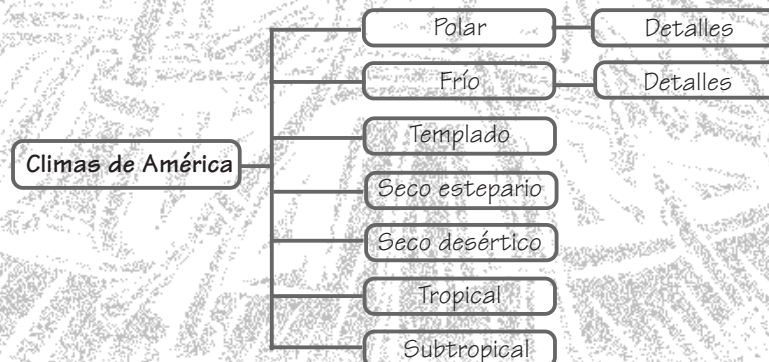 Polar
Detalles
Frío
Detalles
Templado
Climas de América
Seco estepario
Seco desértico
Tropical
Subtropical